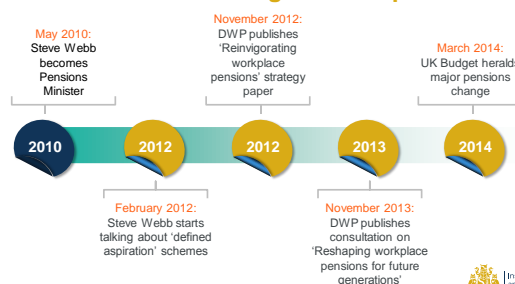 May 2010:
Steve Webb
becomes
Pensions
Minister
November 2012:
DWP publishes
‘Reinvigorating
workplace
pensions’ strategy
paper
March 2014:
UK Budget heralds
major pensions
change
2010
2012
2012
2013
2014
February 2012:
Steve Webb starts
talking about ‘defined
aspiration’ schemes
November 2013:
DWP publishes
consultation on
‘Reshaping workplace
pensions for future
generations’